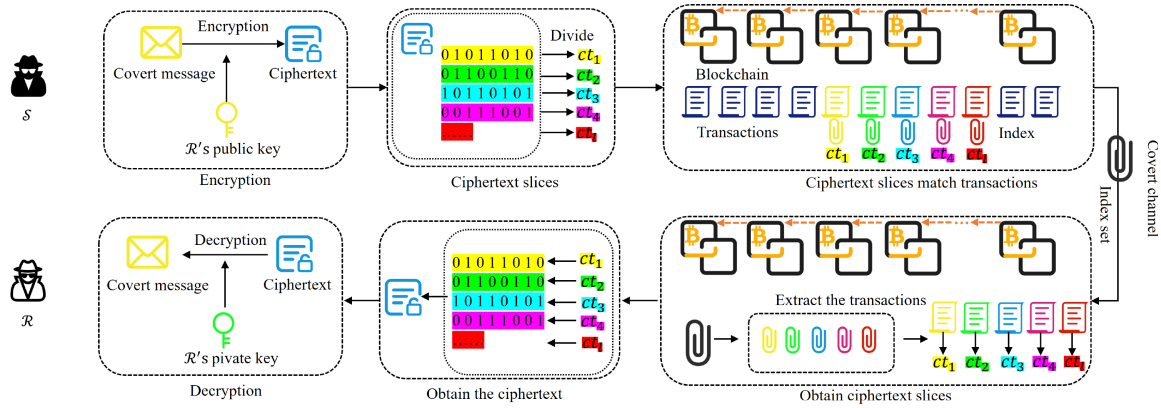 Encryption
Covert message
Ciphertext
ℛ's public key
Encryption
𝒮
Divide
0 1 0 1 1 0 1 0
ct₁
0 1 1 0 0 1 1 0
ct₂
1 0 1 1 0 1 0 1
ct₃
0 0 1 1 1 0 0 1
ct₄
......
ct_l
Ciphertext slices
Blockchain
Transactions
Index
ct₁ ct₂ ct₃ ct₄ ct_l
Ciphertext slices match transactions
Covert channel
Index set
Decryption
Covert message
Ciphertext
ℛ's private key
Decryption
ℛ
0 1 0 1 1 0 1 0
ct₁
0 1 1 0 0 1 1 0
ct₂
1 0 1 1 0 1 0 1
ct₃
0 0 1 1 1 0 0 1
ct₄
......
ct_l
Obtain the ciphertext
Extract the transactions
ct₁ ct₂ ct₃ ct₄ ct_l
Obtain ciphertext slices